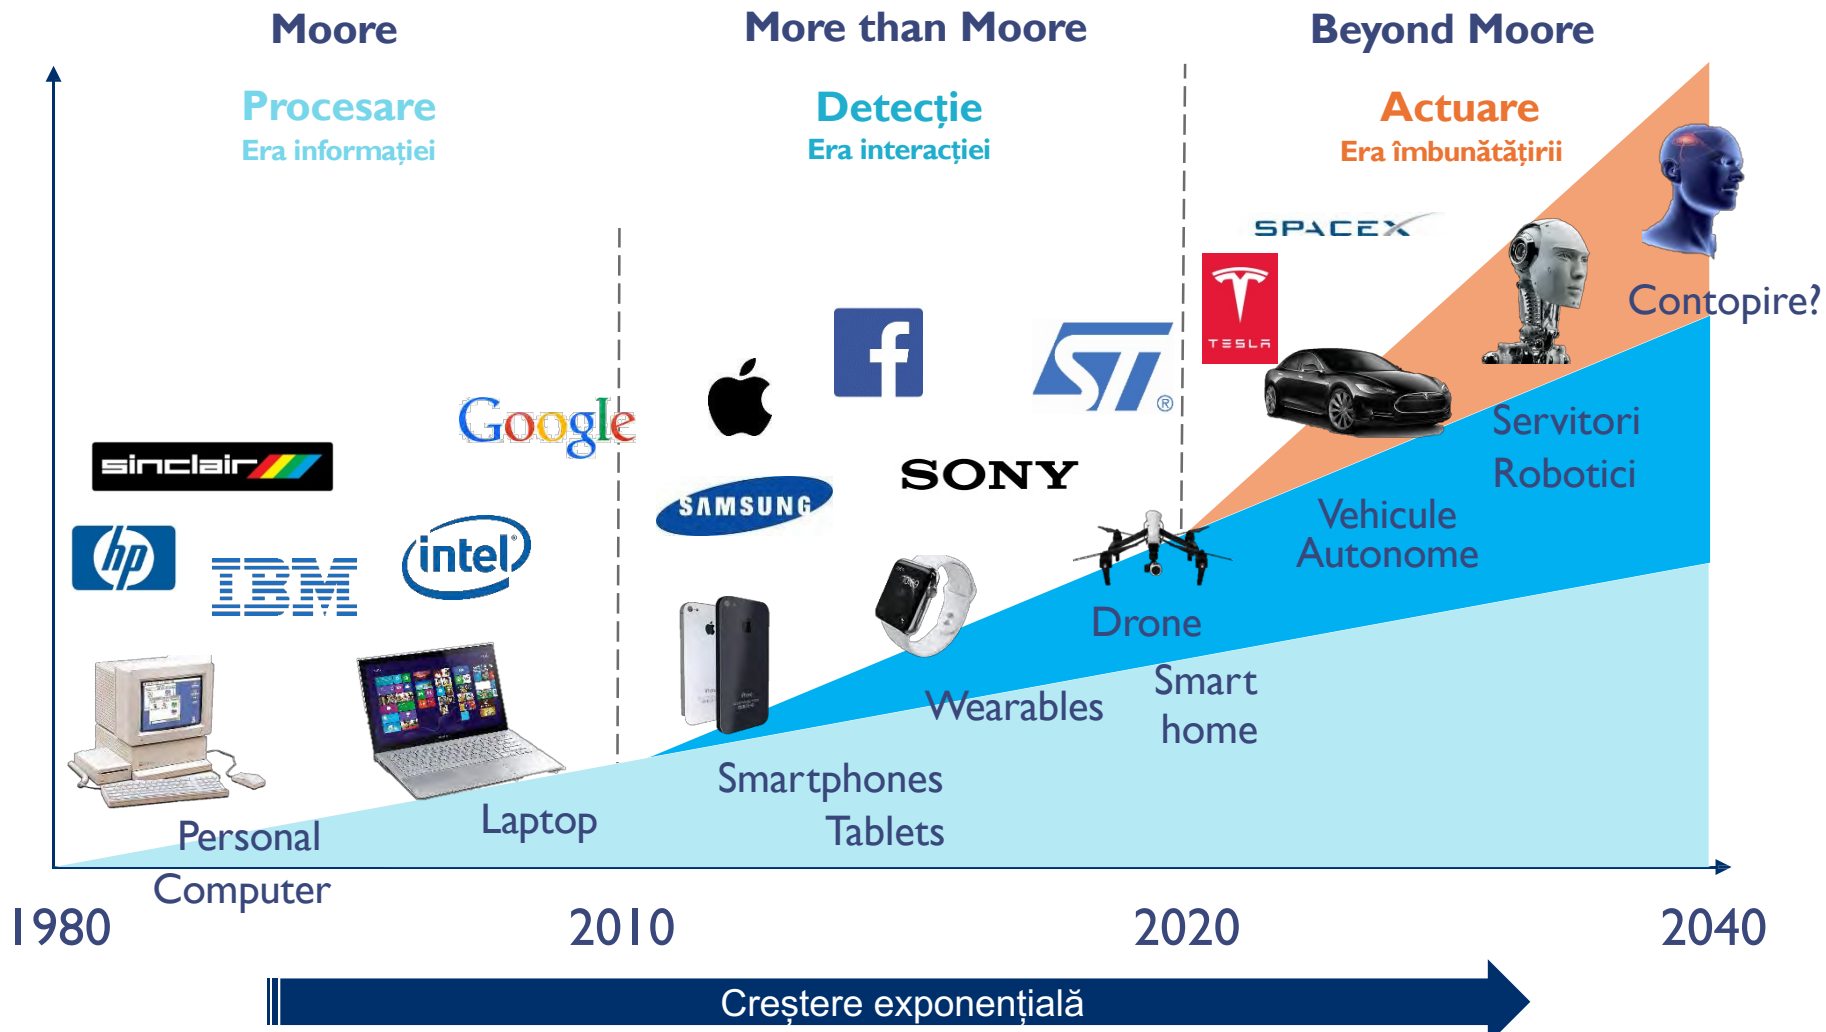 Moore
More than Moore
Beyond Moore
Procesare
Era informației
Detecție
Era interacției
Actuare
Era îmbunătățirii
SPACEX
TESLA
Contopire?
ST®
Google
sinclair
SAMSUNG
SONY
hp
IBM
intel®
Servitori
Robotici
Vehicule
Autonome
Drone
Smart
home
Wearables
Smartphones
Tablets
Laptop
Personal
Computer
1980
2010
2020
2040
Creștere exponențială